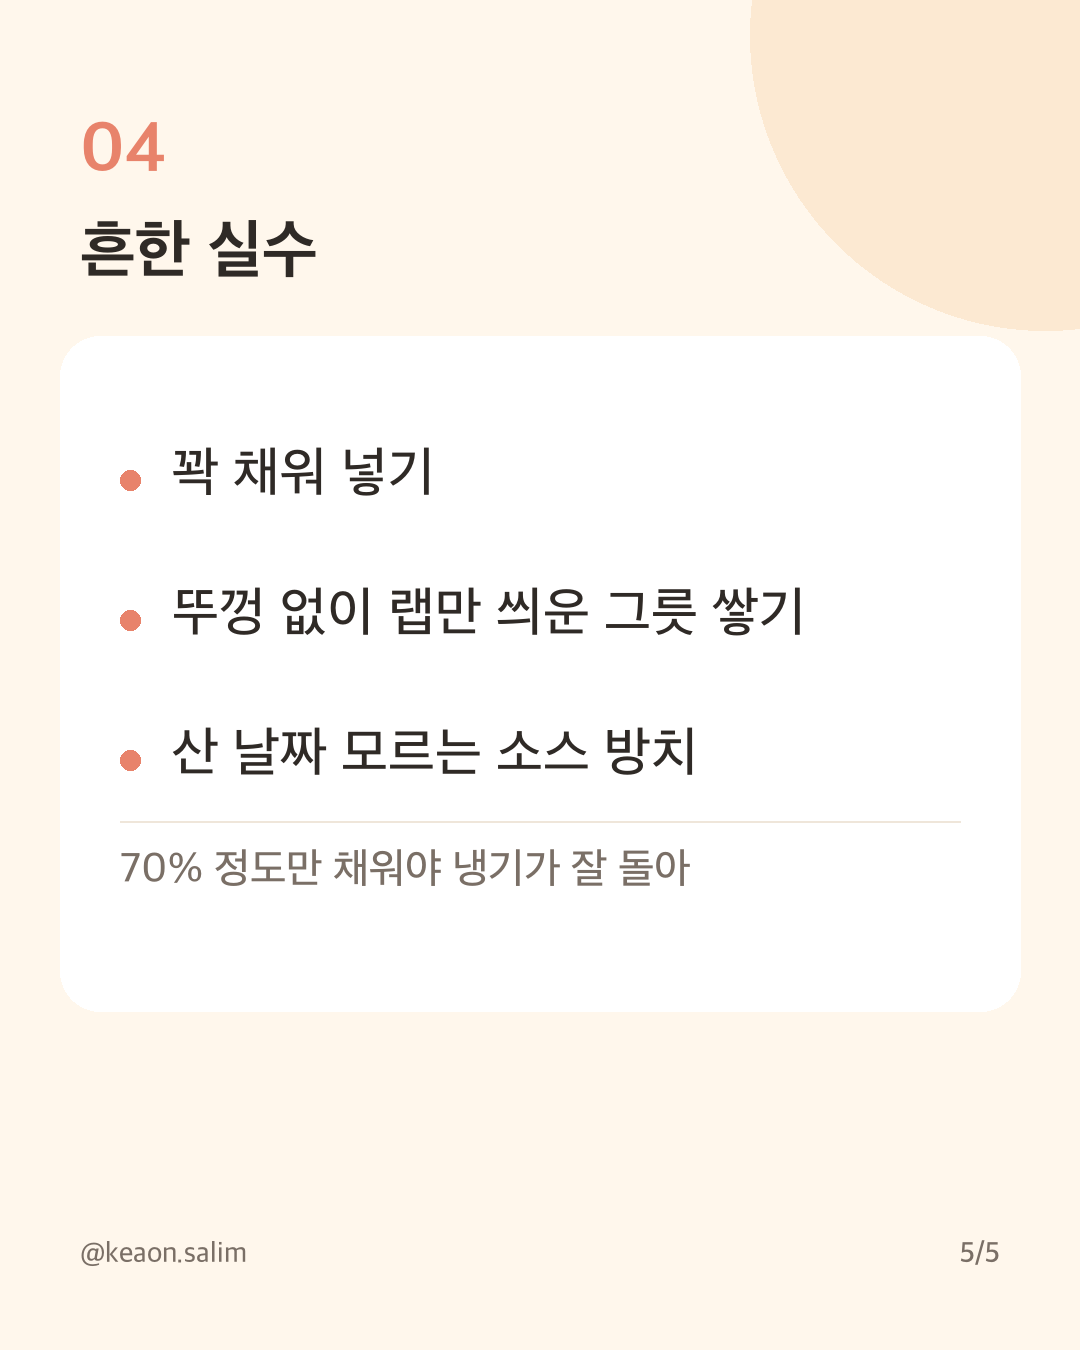 04
흔한 실수
꽉 채워 넣기
뚜껑 없이 랩만 씌운 그릇 쌓기
산 날짜 모르는 소스 방치
70% 정도만 채워야 냉기가 잘 돌아
@keaon.salim
5/5